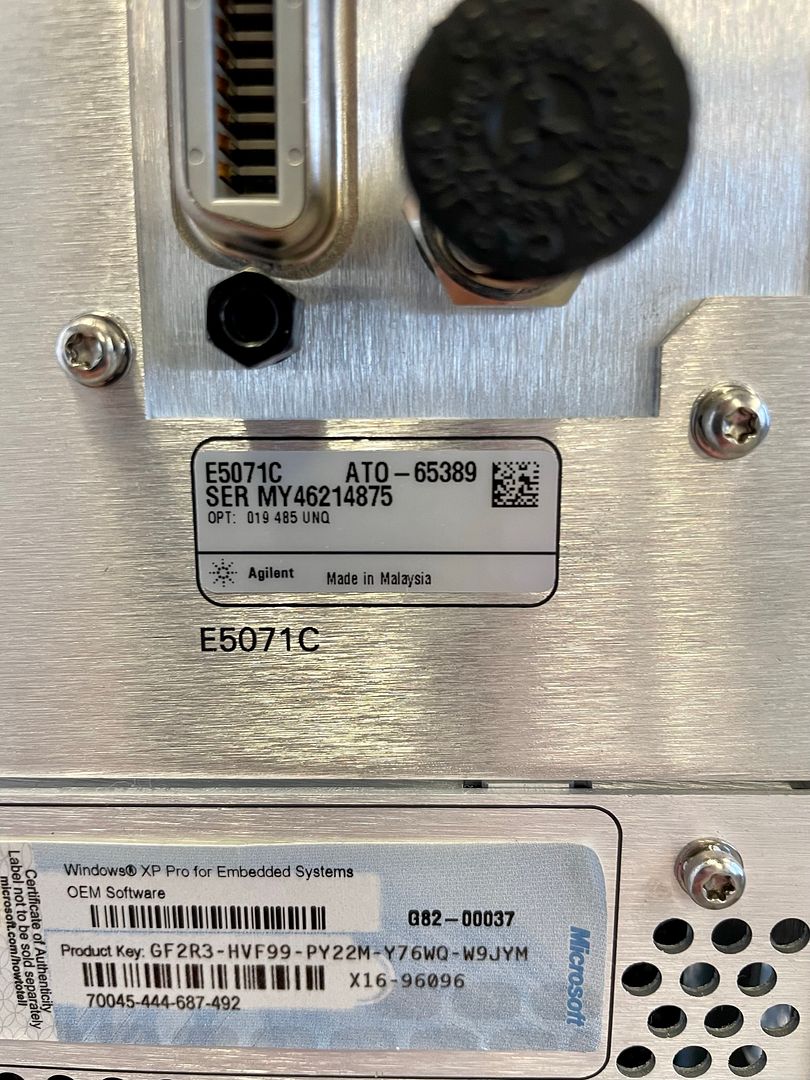 E5071C ATO-65389
SER MY46214875
OPT: 019 485 UNQ
Agilent Made in Malaysia
E5071C
Windows® XP Pro for Embedded Systems
OEM Software
G82-00037
Product Key: GF2R3-HVF99-PY22M-Y76WQ-W9JYM
X16-96096
70045-444-687-492
Microsoft
Certificate of Authenticity
Label not to be sold separately
microsoft.com/howtotell